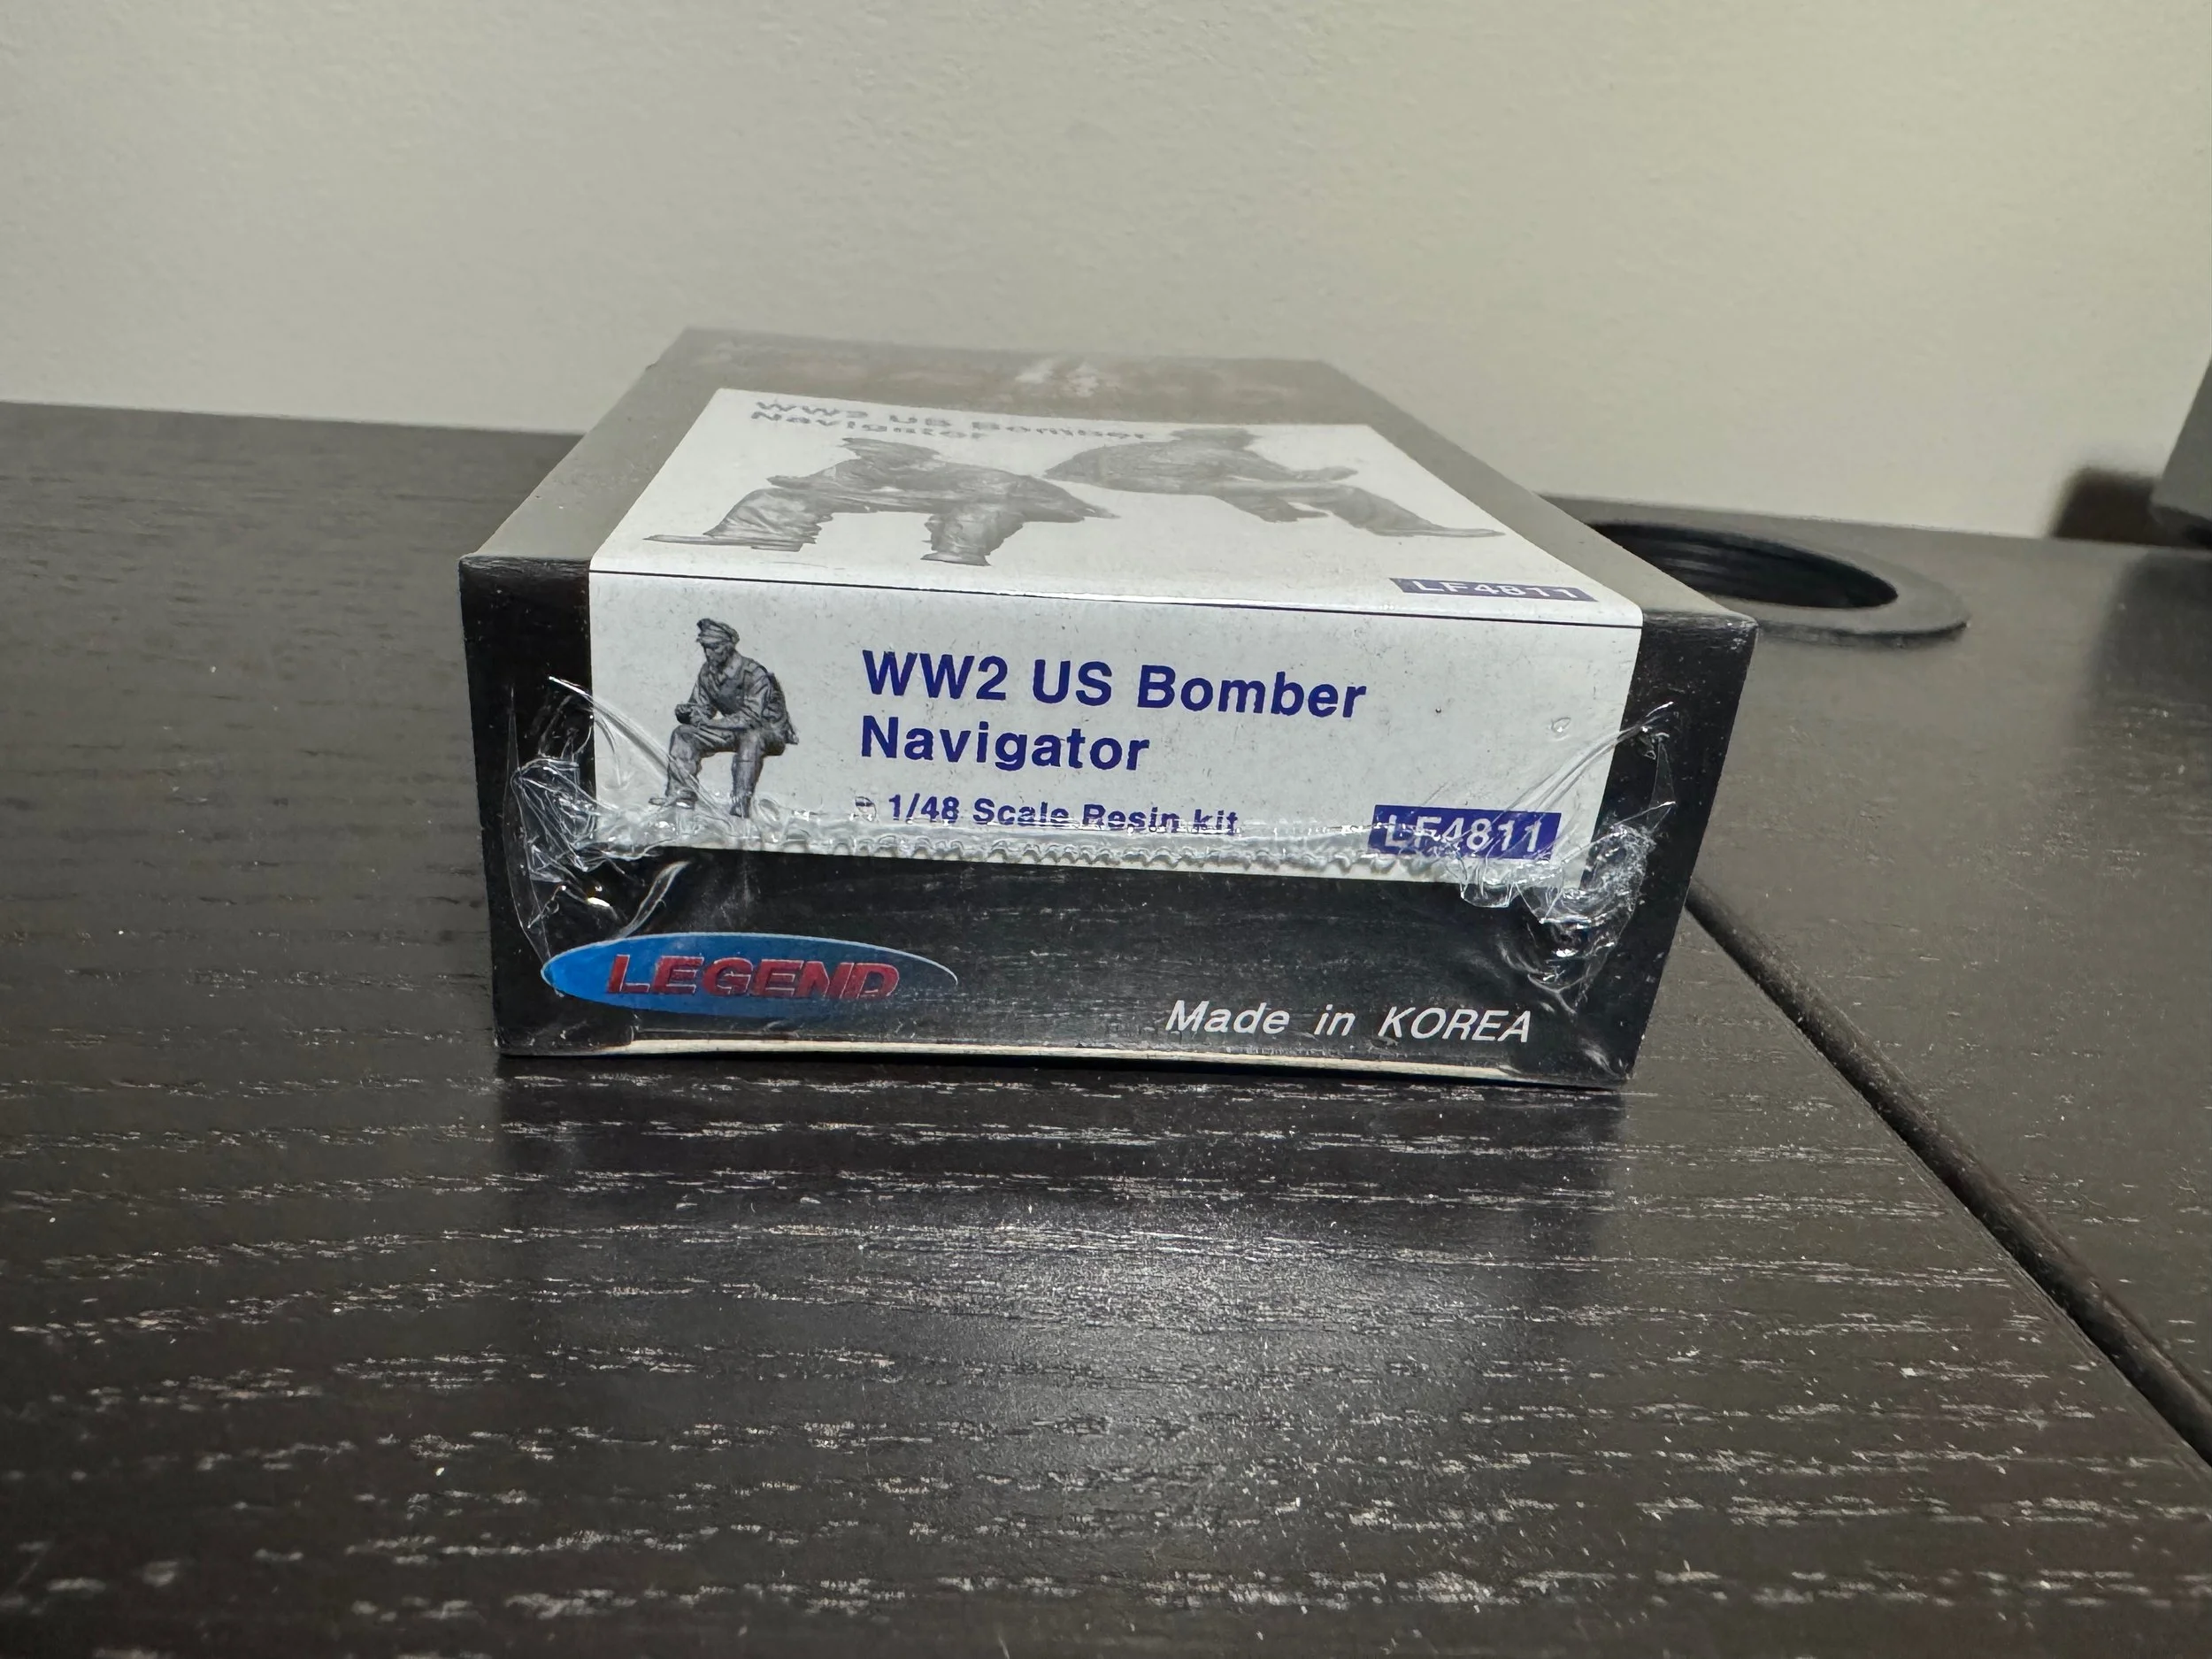 WW2 US Bomber
Navigator
LF4811
WW2 US Bomber
Navigator
1/48 Scale Resin kit
LF4811
LEGEND
Made in KOREA